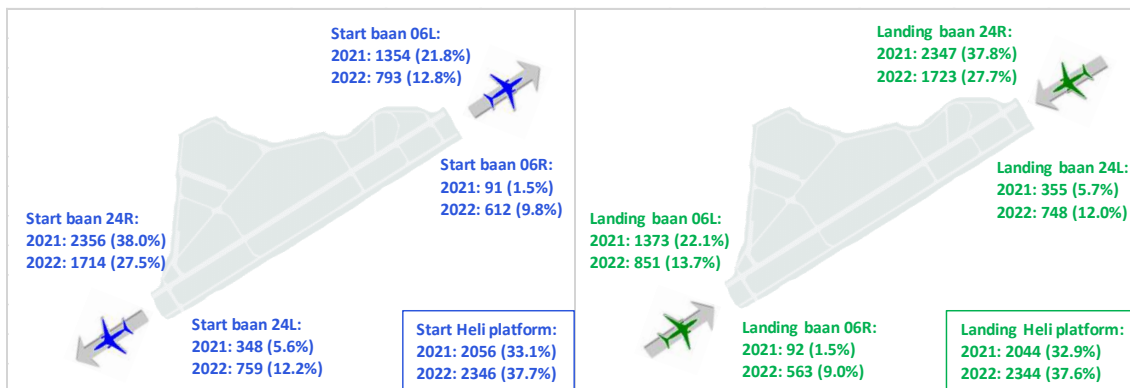 Start baan 06L:
2021: 1354 (21.8%)
2022: 793 (12.8%)
Start baan 06R:
2021: 91 (1.5%)
2022: 612 (9.8%)
Start baan 24R:
2021: 2356 (38.0%)
2022: 1714 (27.5%)
Start baan 24L:
2021: 348 (5.6%)
2022: 759 (12.2%)
Start Heli platform:
2021: 2056 (33.1%)
2022: 2346 (37.7%)
Landing baan 24R:
2021: 2347 (37.8%)
2022: 1723 (27.7%)
Landing baan 24L:
2021: 355 (5.7%)
2022: 748 (12.0%)
Landing baan 06L:
2021: 1373 (22.1%)
2022: 851 (13.7%)
Landing baan 06R:
2021: 92 (1.5%)
2022: 563 (9.0%)
Landing Heli platform:
2021: 2044 (32.9%)
2022: 2344 (37.6%)